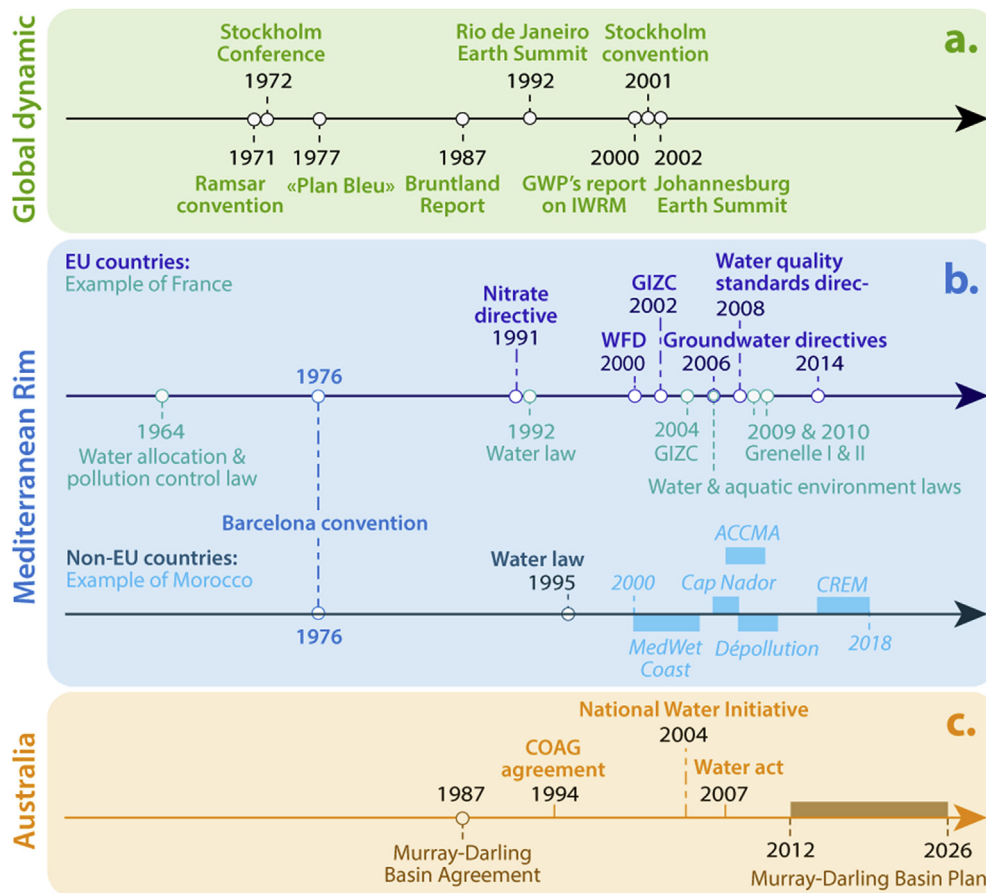 Global dynamic
a.
Stockholm
Conference
1972
Rio de Janeiro
Earth Summit
1992
Stockholm
convention
2001
1971
Ramsar
convention
1977
«Plan Bleu»
1987
Bruntland
Report
2000
GWP's report
on IWRM
2002
Johannesburg
Earth Summit
Mediterranean Rim
b.
EU countries:
Example of France
1976
Nitrate
directive
1991
WFD
2000
GIZC
2002
Water quality
standards direc-
2008
Groundwater directives
2006
2014
1964
Water allocation &
pollution control law
1992
Water law
2004
GIZC
2009 & 2010
Grenelle I & II
Water & aquatic environment laws
Barcelona convention
Non-EU countries:
Example of Morocco
1976
Water law
1995
2000
MedWet
Coast
Cap Nador
ACCMA
Dépollution
CREM
2018
Australia
c.
1987
Murray-Darling
Basin Agreement
COAG
agreement
1994
National Water Initiative
2004
Water act
2007
2012
2026
Murray-Darling Basin Plan